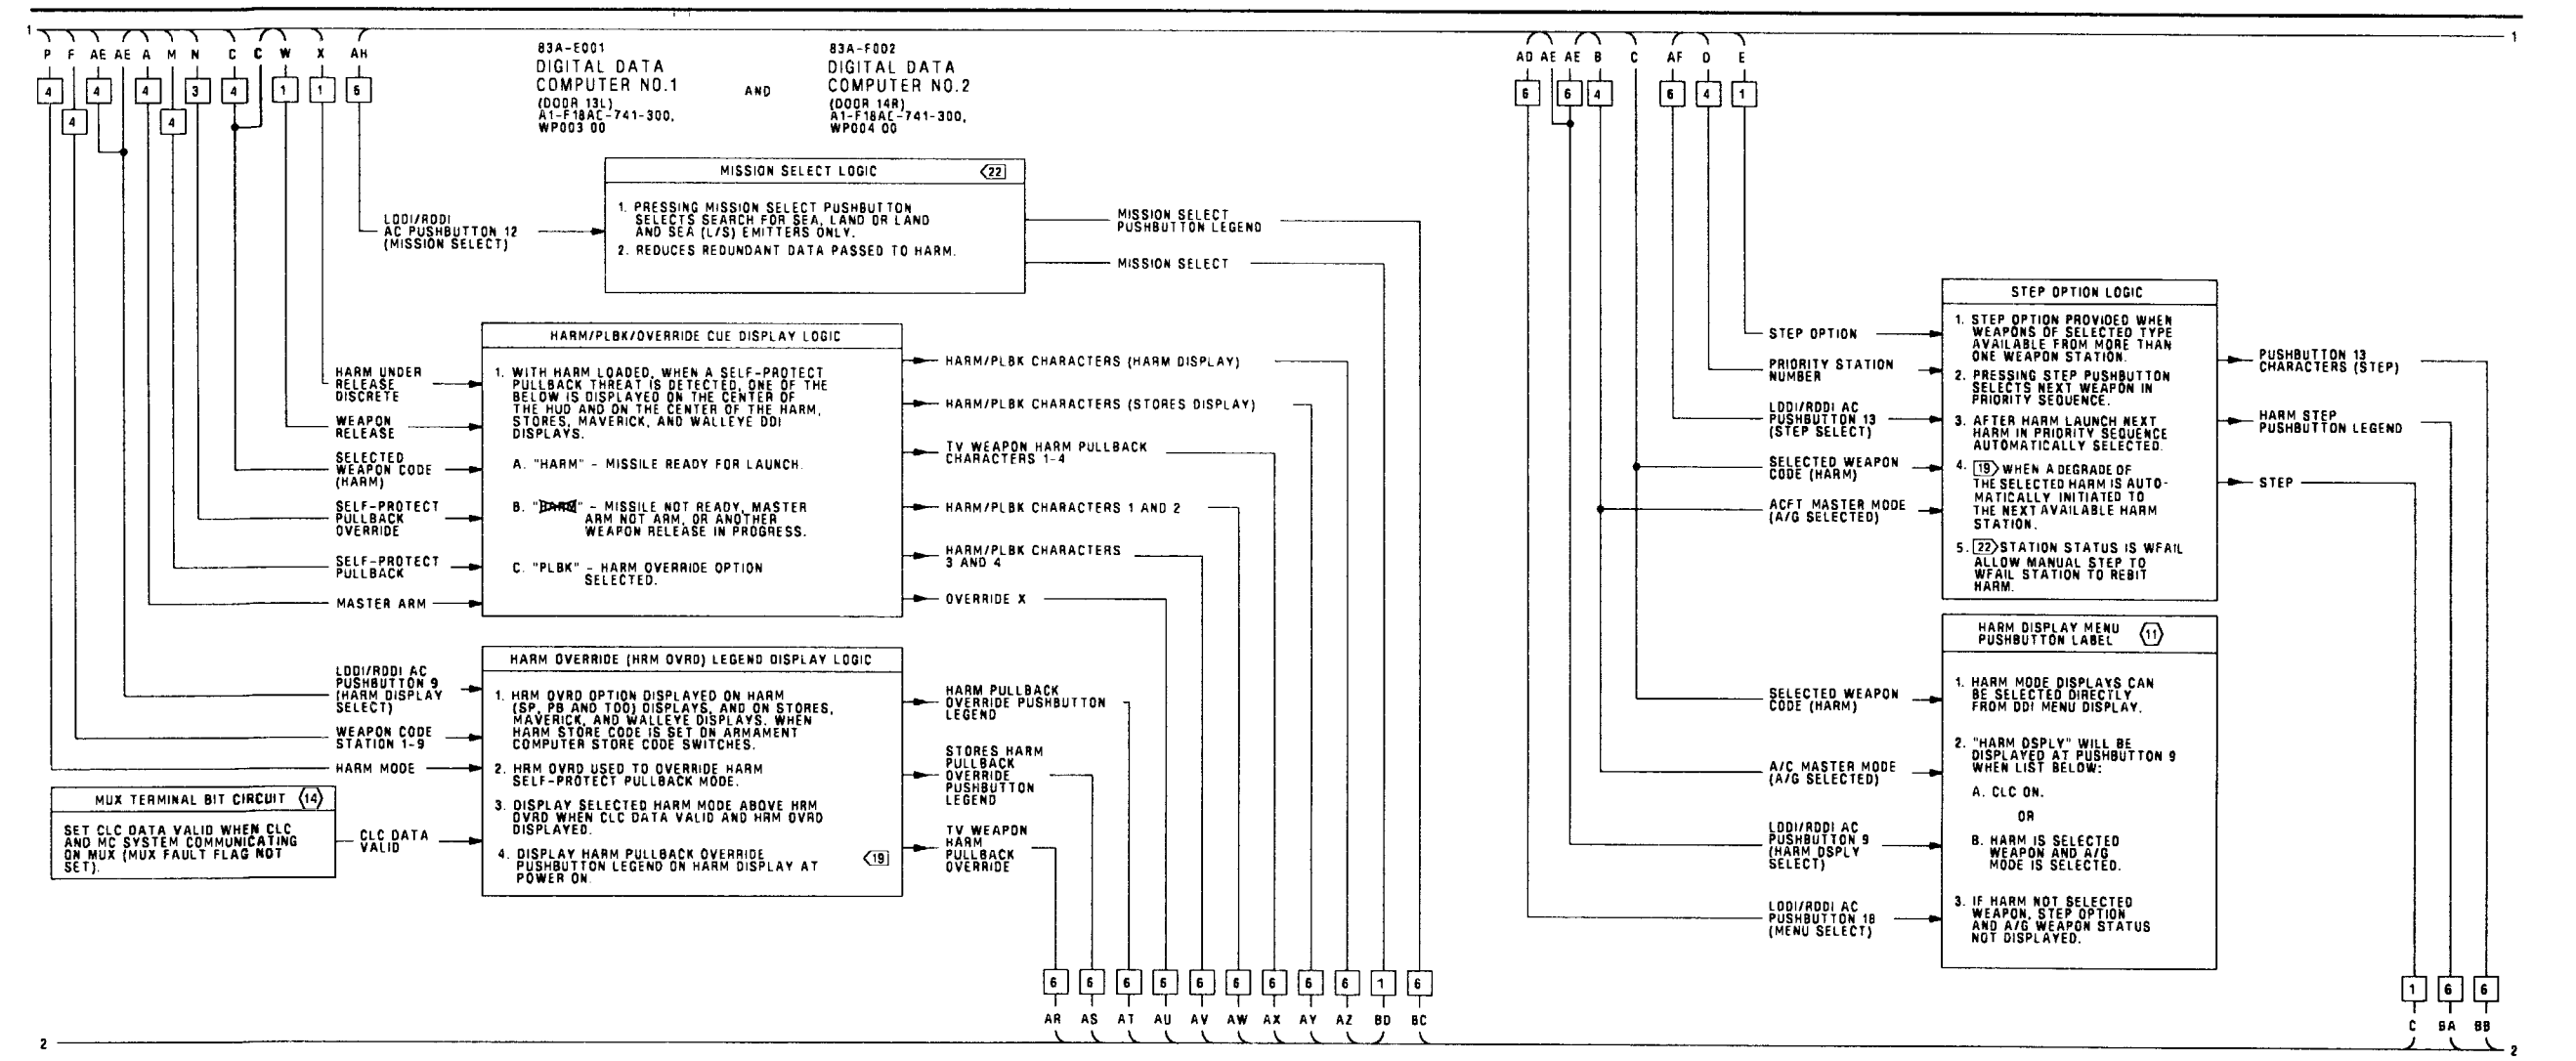 1
P F AE AE A M N C C W X AH
4 4 4 4 4 3 4 1 1 6
83A-E001
DIGITAL DATA
COMPUTER NO.1
(DOOR 13L)
A1-F18AC-741-300,
WP003 00
AND
83A-F002
DIGITAL DATA
COMPUTER NO.2
(DOOR 14R)
A1-F18AC-741-300,
WP004 00
AD AE AE B C AF D E
6 6 4 6 4 1
1
LDDI/RDDI
AC PUSHBUTTON 12
(MISSION SELECT)
MISSION SELECT LOGIC 22
1. PRESSING MISSION SELECT PUSHBUTTON
SELECTS SEARCH FOR SEA, LAND OR LAND
AND SEA (L/S) EMITTERS ONLY.
2. REDUCES REDUNDANT DATA PASSED TO HARM.
MISSION SELECT
PUSHBUTTON LEGEND
MISSION SELECT
HARM UNDER
RELEASE
DISCRETE
WEAPON
RELEASE
SELECTED
WEAPON CODE
(HARM)
SELF-PROTECT
PULLBACK
OVERRIDE
SELF-PROTECT
PULLBACK
MASTER ARM
HARM/PLBK/OVERRIDE CUE DISPLAY LOGIC
1. WITH HARM LOADED, WHEN A SELF-PROTECT
PULLBACK THREAT IS DETECTED, ONE OF THE
BELOW IS DISPLAYED ON THE CENTER OF
THE HUD AND ON THE CENTER OF THE HARM,
STORES, MAVERICK, AND WALLEYE DDI
DISPLAYS.
A. "HARM" - MISSILE READY FOR LAUNCH.
B. "HARM" - MISSILE NOT READY, MASTER
ARM NOT ARM, OR ANOTHER
WEAPON RELEASE IN PROGRESS.
C. "PLBK" - HARM OVERRIDE OPTION
SELECTED.
HARM/PLBK CHARACTERS (HARM DISPLAY)
HARM/PLBK CHARACTERS (STORES DISPLAY)
TV WEAPON HARM PULLBACK
CHARACTERS 1-4
HARM/PLBK CHARACTERS 1 AND 2
HARM/PLBK CHARACTERS
3 AND 4
OVERRIDE X
LDDI/RDDI AC
PUSHBUTTON 9
(HARM DISPLAY
SELECT)
WEAPON CODE
STATION 1-9
HARM MODE
MUX TERMINAL BIT CIRCUIT 14
SET CLC DATA VALID WHEN CLC
AND MC SYSTEM COMMUNICATING
ON MUX (MUX FAULT FLAG NOT
SET).
CLC DATA
VALID
HARM OVERRIDE (HRM OVRD) LEGEND DISPLAY LOGIC
1. HRM OVRD OPTION DISPLAYED ON HARM
(SP, PB AND TOO) DISPLAYS, AND ON STORES,
MAVERICK, AND WALLEYE DISPLAYS. WHEN
HARM STORE CODE IS SET ON ARMAMENT
COMPUTER STORE CODE SWITCHES.
2. HRM OVRD USED TO OVERRIDE HARM
SELF-PROTECT PULLBACK MODE.
3. DISPLAY SELECTED HARM MODE ABOVE HRM
OVRD WHEN CLC DATA VALID AND HRM OVRD
DISPLAYED.
4. DISPLAY HARM PULLBACK OVERRIDE 19
PUSHBUTTON LEGEND ON HARM DISPLAY AT
POWER ON.
HARM PULLBACK
OVERRIDE PUSHBUTTON
LEGEND
STORES HARM
PULLBACK
OVERRIDE
PUSHBUTTON
LEGEND
TV WEAPON
HARM
PULLBACK
OVERRIDE
STEP OPTION
PRIORITY STATION
NUMBER
LDDI/RDDI AC
PUSHBUTTON 13
(STEP SELECT)
SELECTED WEAPON
CODE (HARM)
ACFT MASTER MODE
(A/G SELECTED)
STEP OPTION LOGIC
1. STEP OPTION PROVIDED WHEN
WEAPONS OF SELECTED TYPE
AVAILABLE FROM MORE THAN
ONE WEAPON STATION.
2. PRESSING STEP PUSHBUTTON
SELECTS NEXT WEAPON IN
PRIORITY SEQUENCE.
3. AFTER HARM LAUNCH NEXT
HARM IN PRIORITY SEQUENCE
AUTOMATICALLY SELECTED.
4. 19 WHEN A DEGRADE OF
THE SELECTED HARM IS AUTO-
MATICALLY INITIATED TO
THE NEXT AVAILABLE HARM
STATION.
5. 22 STATION STATUS IS WFAIL
ALLOW MANUAL STEP TO
WFAIL STATION TO REBIT
HARM.
PUSHBUTTON 13
CHARACTERS (STEP)
HARM STEP
PUSHBUTTON LEGEND
STEP
SELECTED WEAPON
CODE (HARM)
A/C MASTER MODE
(A/G SELECTED)
LDDI/RDDI AC
PUSHBUTTON 9
(HARM DSPLY
SELECT)
LDDI/RDDI AC
PUSHBUTTON 18
(MENU SELECT)
HARM DISPLAY MENU
PUSHBUTTON LABEL 11
1. HARM MODE DISPLAYS CAN
BE SELECTED DIRECTLY
FROM DDI MENU DISPLAY.
2. "HARM DSPLY" WILL BE
DISPLAYED AT PUSHBUTTON 9
WHEN LIST BELOW:
A. CLC ON.
OR
B. HARM IS SELECTED
WEAPON AND A/G
MODE IS SELECTED.
3. IF HARM NOT SELECTED
WEAPON, STEP OPTION
AND A/G WEAPON STATUS
NOT DISPLAYED.
6 6 6 6 6 6 6 6 6 1 6
AR AS AT AU AV AW AX AY AZ BD BC
1 6 6
C BA BB
2
2